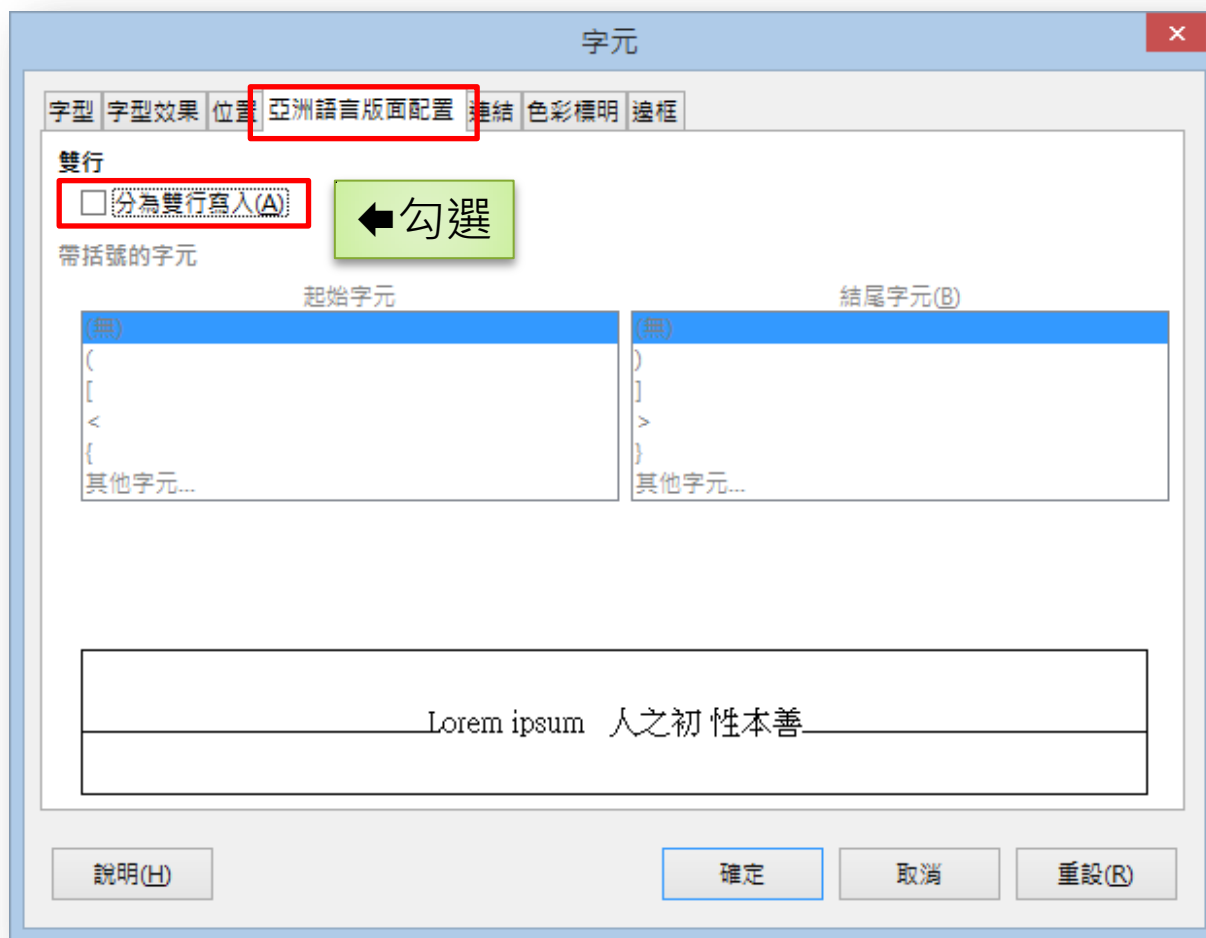 字元
字型 字型效果 位置 亞洲語言版面配置 連結 色彩標明 邊框
雙行
分為雙行寫入(A)
⬅勾選
帶括號的字元
起始字元 結尾字元(B)
(無) (無)
( )
[ ]
< >
{ }
其他字元... 其他字元...
Lorem ipsum 人之初 性本善
說明(H) 確定 取消 重設(R)